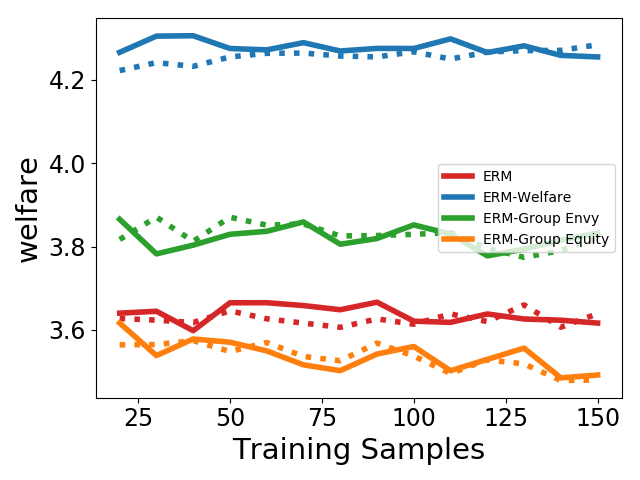 4.2
4.0
3.8
3.6
welfare
ERM
ERM-Welfare
ERM-Group Envy
ERM-Group Equity
25 50 75 100 125 150
Training Samples